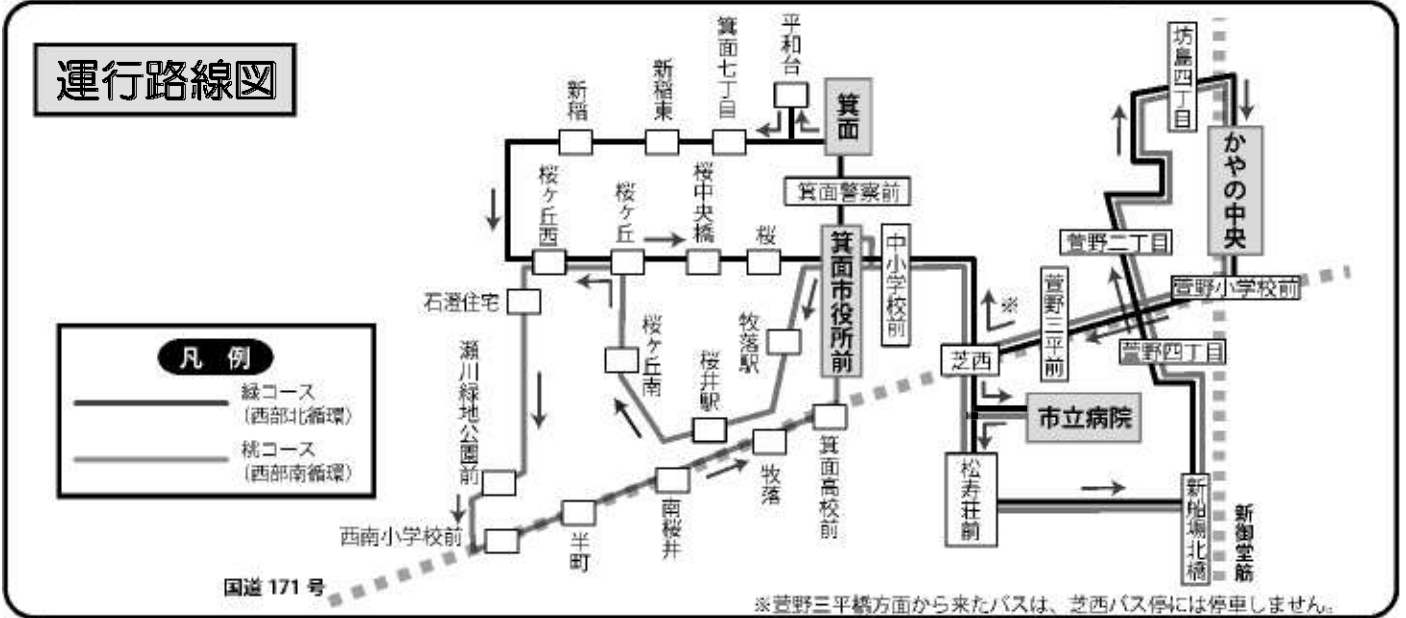 運行路線図
新稲
新稲東
箕面七丁目
平和台
箕面
箕面警察前
桜ヶ丘西
桜ヶ丘
桜中央橋
桜
箕面市役所前
中小学校前
石澄住宅
瀬川緑地公園前
西南小学校前
半町
南桜井
牧落
箕面高校前
桜ヶ丘南
桜井駅
牧落駅
芝西
※
萱野三平前
市立病院
松寿荘前
新船場北橋
新御堂筋
萱野四丁目
萱野小学校前
萱野二丁目
坊島四丁目
かやの中央
凡 例
緑コース
(西部北循環)
桃コース
(西部南循環)
国道 171 号
※萱野三平橋方面から来たバスは、芝西バス停には停車しません。